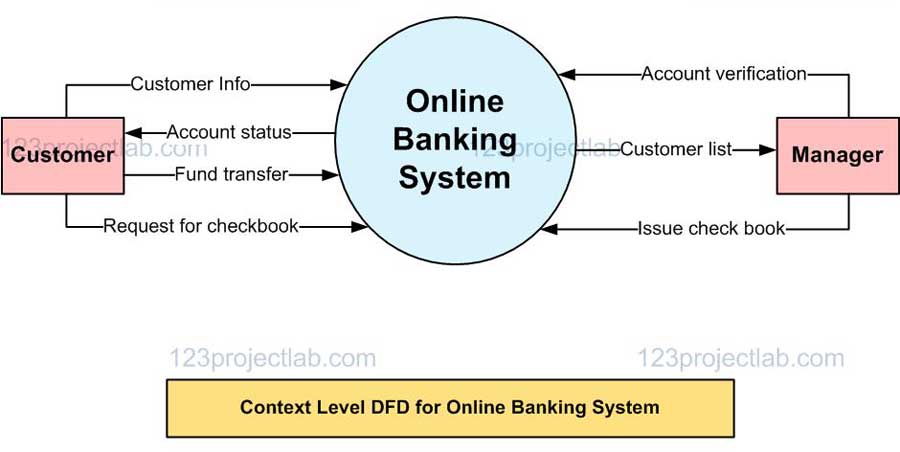 Customer Info
Account status
Fund transfer
Request for checkbook
Customer
Online
Banking
System
Account verification
Customer list
Issue check book
Manager
123projectlab.com
123projectlab.com
123projectlab.com
123projectlab.com
Context Level DFD for Online Banking System